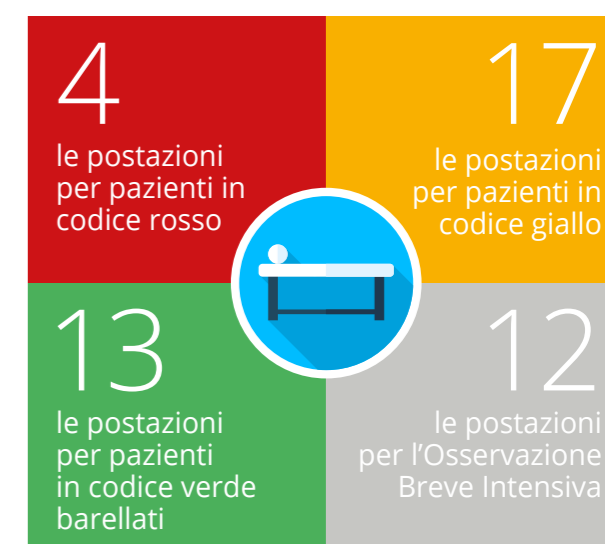 4
le postazioni
per pazienti in
codice rosso
17
le postazioni
per pazienti in
codice giallo
13
le postazioni
per pazienti
in codice verde
barellati
12
le postazioni
per l’Osservazione
Breve Intensiva